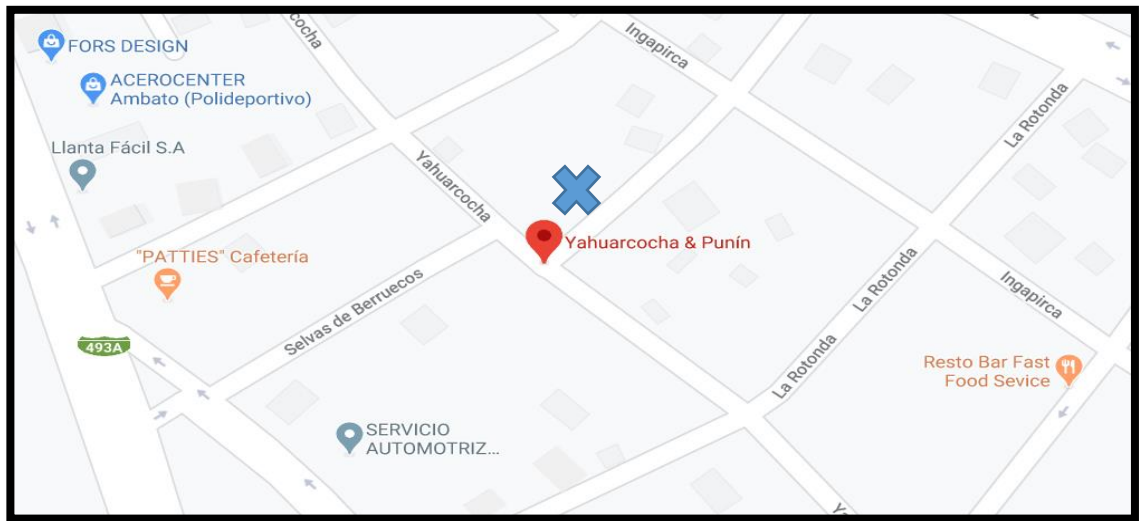 cocha
Ingapirca
FORS DESIGN
ACEROCENTER
Ambato (Polideportivo)
La Rotonda
Llanta Fácil S.A
Yahuarcocha
Yahuarcocha & Punín
"PATTIES" Cafetería
Selvas de Berruecos
La Rotonda
Ingapirca
493A
La Rotonda
Resto Bar Fast
Food Sevice
SERVICIO
AUTOMOTRIZ...